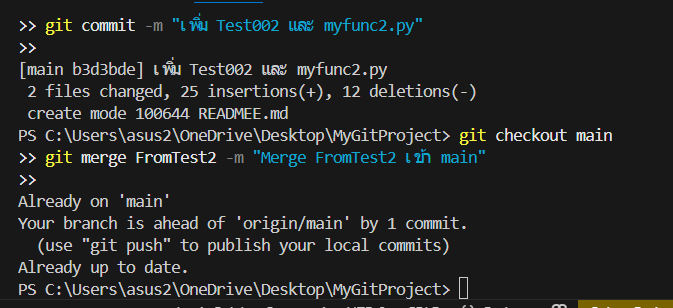 >> git commit -m "เพิ่ม Test002 และ myfunc2.py"
>>
[main b3d3bde] เพิ่ม Test002 และ myfunc2.py
 2 files changed, 25 insertions(+), 12 deletions(-)
 create mode 100644 READMEE.md
PS C:\Users\asus2\OneDrive\Desktop\MyGitProject> git checkout main
>> git merge FromTest2 -m "Merge FromTest2 เข้า main"
>>
Already on 'main'
Your branch is ahead of 'origin/main' by 1 commit.
  (use "git push" to publish your local commits)
Already up to date.
PS C:\Users\asus2\OneDrive\Desktop\MyGitProject>